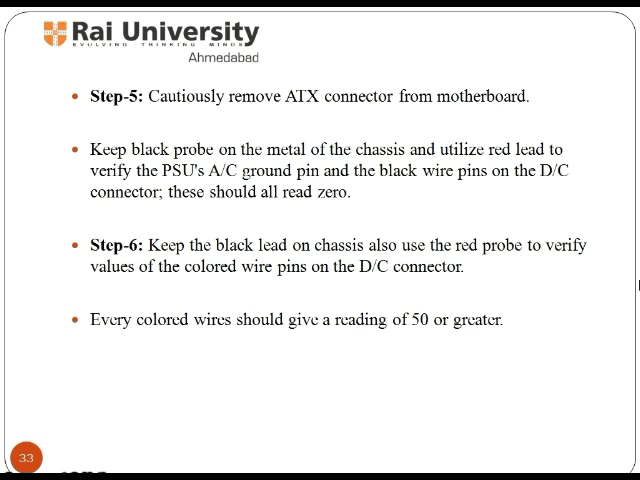 Rai University
EVOLVING THINKING MINDS
Ahmedabad
• Step-5: Cautiously remove ATX connector from motherboard.
• Keep black probe on the metal of the chassis and utilize red lead to
verify the PSU's A/C ground pin and the black wire pins on the D/C
connector; these should all read zero.
• Step-6: Keep the black lead on chassis also use the red probe to verify
values of the colored wire pins on the D/C connector.
• Every colored wires should give a reading of 50 or greater.
33